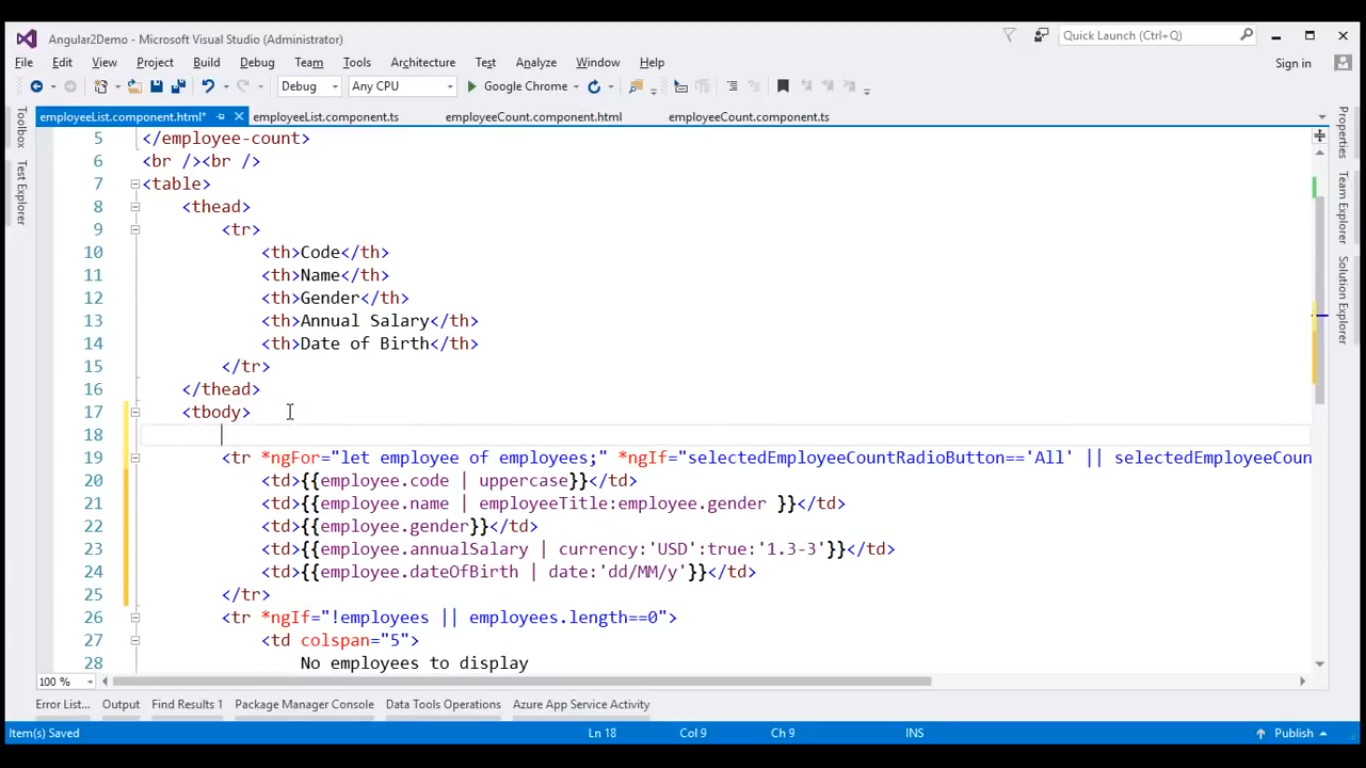 Angular2Demo - Microsoft Visual Studio (Administrator)
Quick Launch (Ctrl+Q)
File Edit View Project Build Debug Team Tools Architecture Test Analyze Window Help
Sign in
Debug Any CPU Google Chrome
employeeList.component.html* employeeList.component.ts employeeCount.component.html employeeCount.component.ts
Toolbox
Test Explorer
Properties
Team Explorer
Solution Explorer
5 </employee-count>
6 <br /><br />
7 <table>
8 <thead>
9 <tr>
10 <th>Code</th>
11 <th>Name</th>
12 <th>Gender</th>
13 <th>Annual Salary</th>
14 <th>Date of Birth</th>
15 </tr>
16 </thead>
17 <tbody>
18
19 <tr *ngFor="let employee of employees;" *ngIf="selectedEmployeeCountRadioButton=='All' || selectedEmployeeCoun
20 <td>{{employee.code | uppercase}}</td>
21 <td>{{employee.name | employeeTitle:employee.gender }}</td>
22 <td>{{employee.gender}}</td>
23 <td>{{employee.annualSalary | currency:'USD':true:'1.3-3'}}</td>
24 <td>{{employee.dateOfBirth | date:'dd/MM/y'}}</td>
25 </tr>
26 <tr *ngIf="!employees || employees.length==0">
27 <td colspan="5">
28 No employees to display
100 %
Error List... Output Find Results 1 Package Manager Console Data Tools Operations Azure App Service Activity
Item(s) Saved Ln 18 Col 9 Ch 9 INS Publish